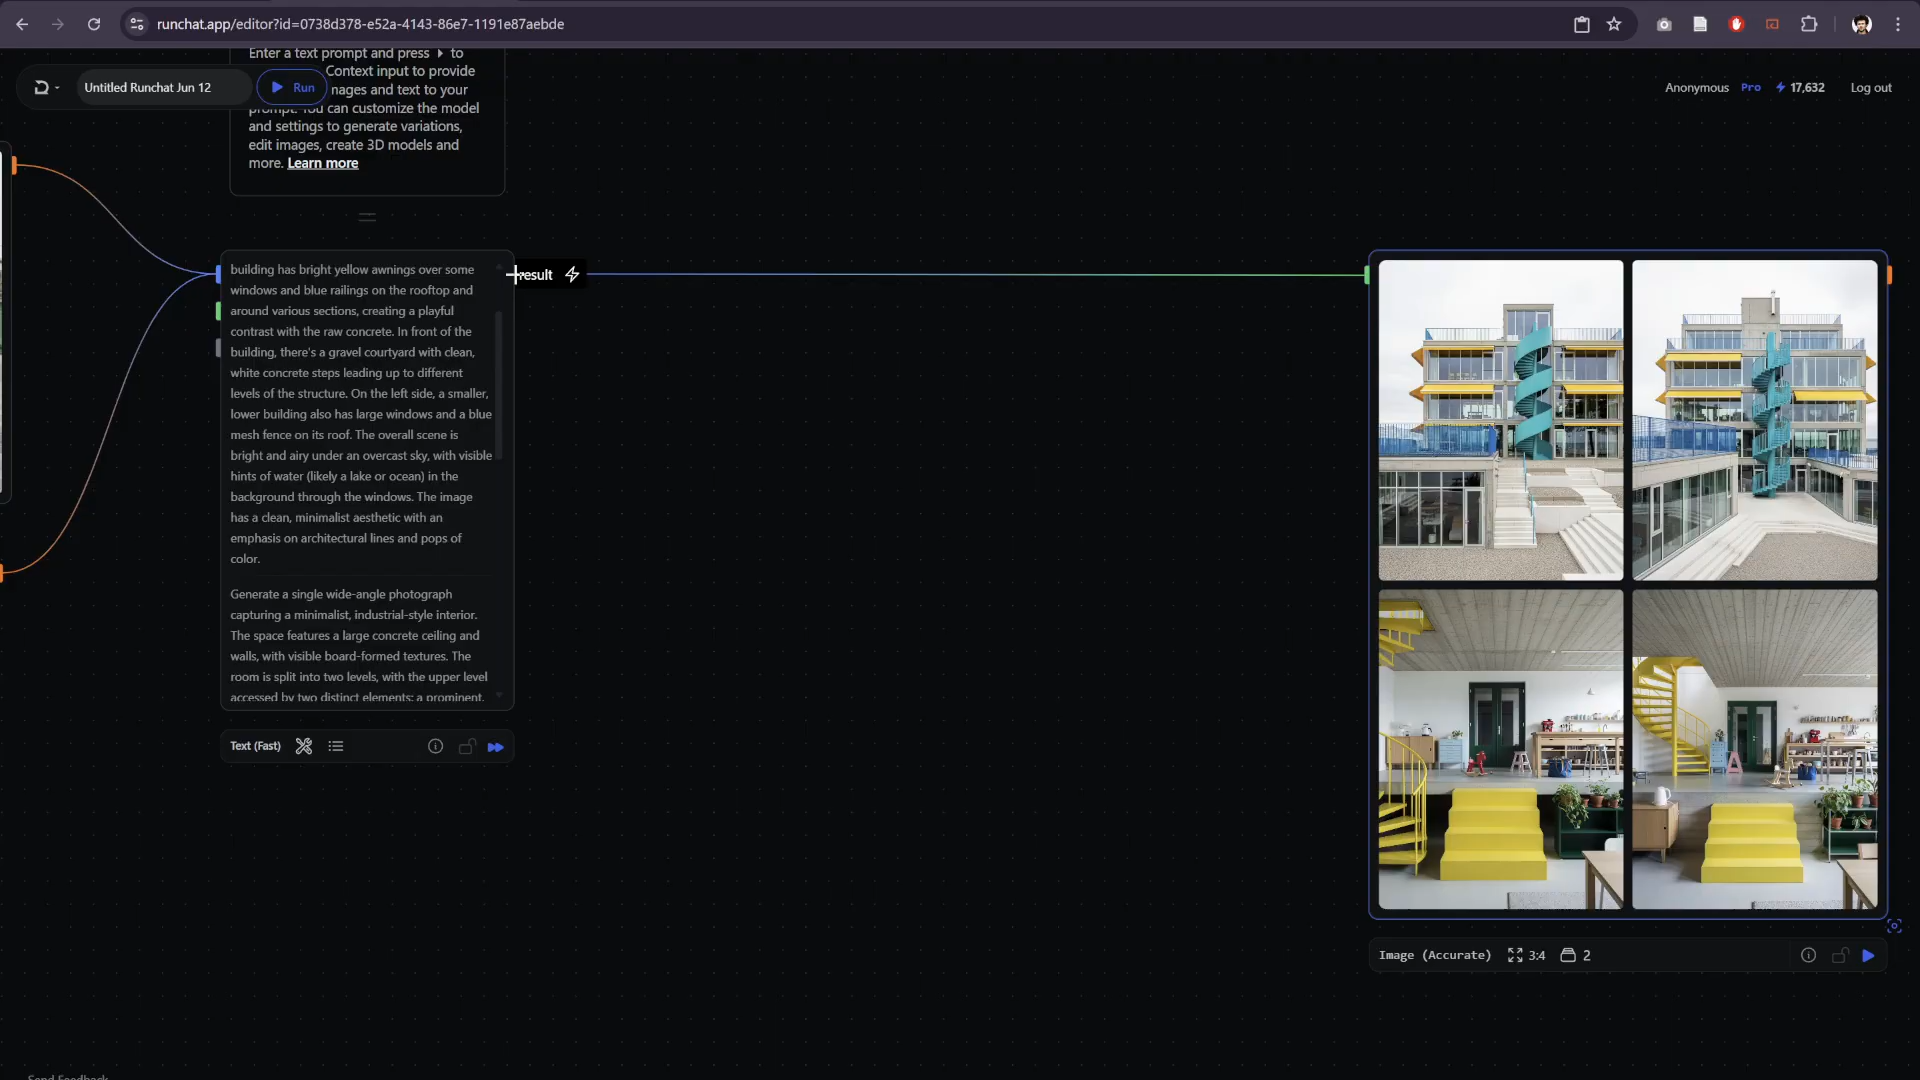 runchat.app/editor?id=0738d378-e52a-4143-86e7-1191e87aebde
Enter a text prompt and press ▶ to
Context input to provide
mages and text to your
prompt. You can customize the model
and settings to generate variations,
edit images, create 3D models and
more. Learn more
Untitled Runchat Jun 12
Run
Anonymous Pro 17,632 Log out
building has bright yellow awnings over some
windows and blue railings on the rooftop and
around various sections, creating a playful
contrast with the raw concrete. In front of the
building, there's a gravel courtyard with clean,
white concrete steps leading up to different
levels of the structure. On the left side, a smaller,
lower building also has large windows and a blue
mesh fence on its roof. The overall scene is
bright and airy under an overcast sky, with visible
hints of water (likely a lake or ocean) in the
background through the windows. The image
has a clean, minimalist aesthetic with an
emphasis on architectural lines and pops of
color.
Generate a single wide-angle photograph
capturing a minimalist, industrial-style interior.
The space features a large concrete ceiling and
walls, with visible board-formed textures. The
room is split into two levels, with the upper level
accessed by two distinct elements: a prominent,
result
Text (Fast)
Image (Accurate) 3:4 2
Send Feedback